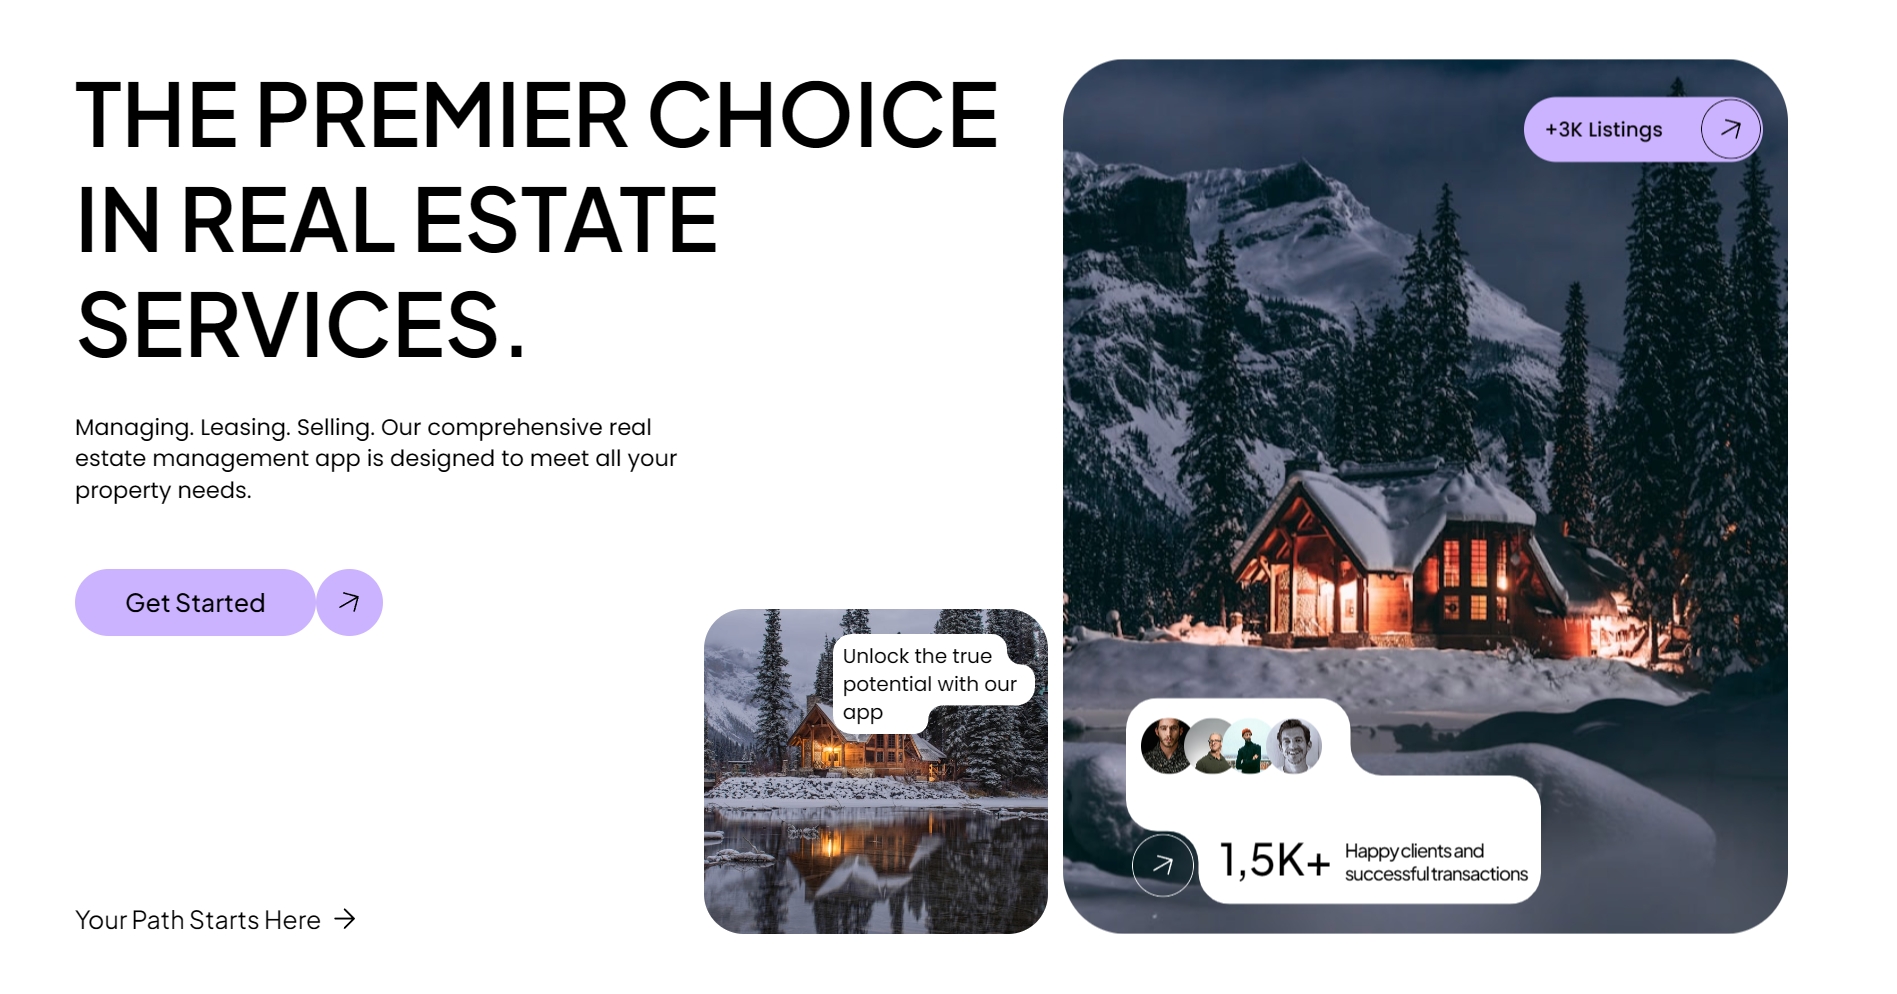 THE PREMIER CHOICE
IN REAL ESTATE
SERVICES.
Managing. Leasing. Selling. Our comprehensive real
estate management app is designed to meet all your
property needs.
Get Started
Your Path Starts Here
Unlock the true
potential with our
app
+3K Listings
1,5K+
Happy clients and
successful transactions